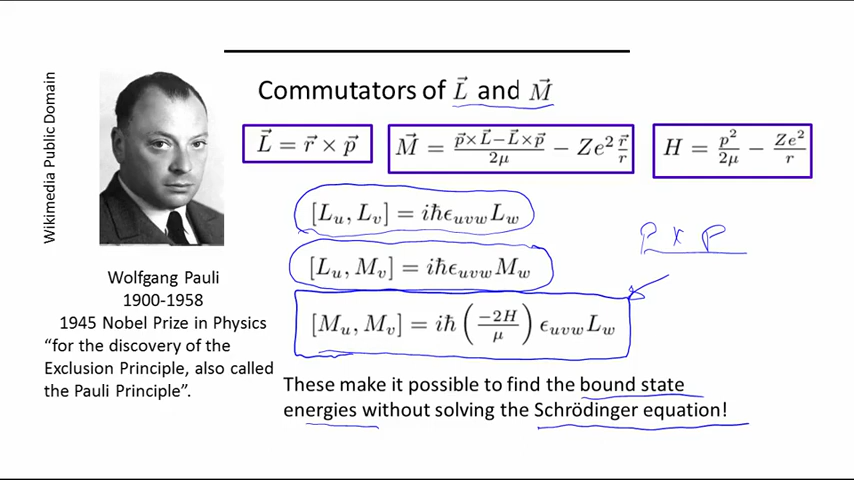 Commutators of L⃗ and M⃗
Wikimedia Public Domain
L⃗ = r⃗ × p⃗
M⃗ = (p⃗×L⃗−L⃗×p⃗)/2μ − Ze² r⃗/r
H = p²/2μ − Ze²/r
[L_u, L_v] = iħϵ_uvw L_w
[L_u, M_v] = iħϵ_uvw M_w
[M_u, M_v] = iħ (−2H/μ) ϵ_uvw L_w
Wolfgang Pauli
1900-1958
1945 Nobel Prize in Physics
“for the discovery of the
Exclusion Principle, also called
the Pauli Principle”.
These make it possible to find the bound state
energies without solving the Schrödinger equation!